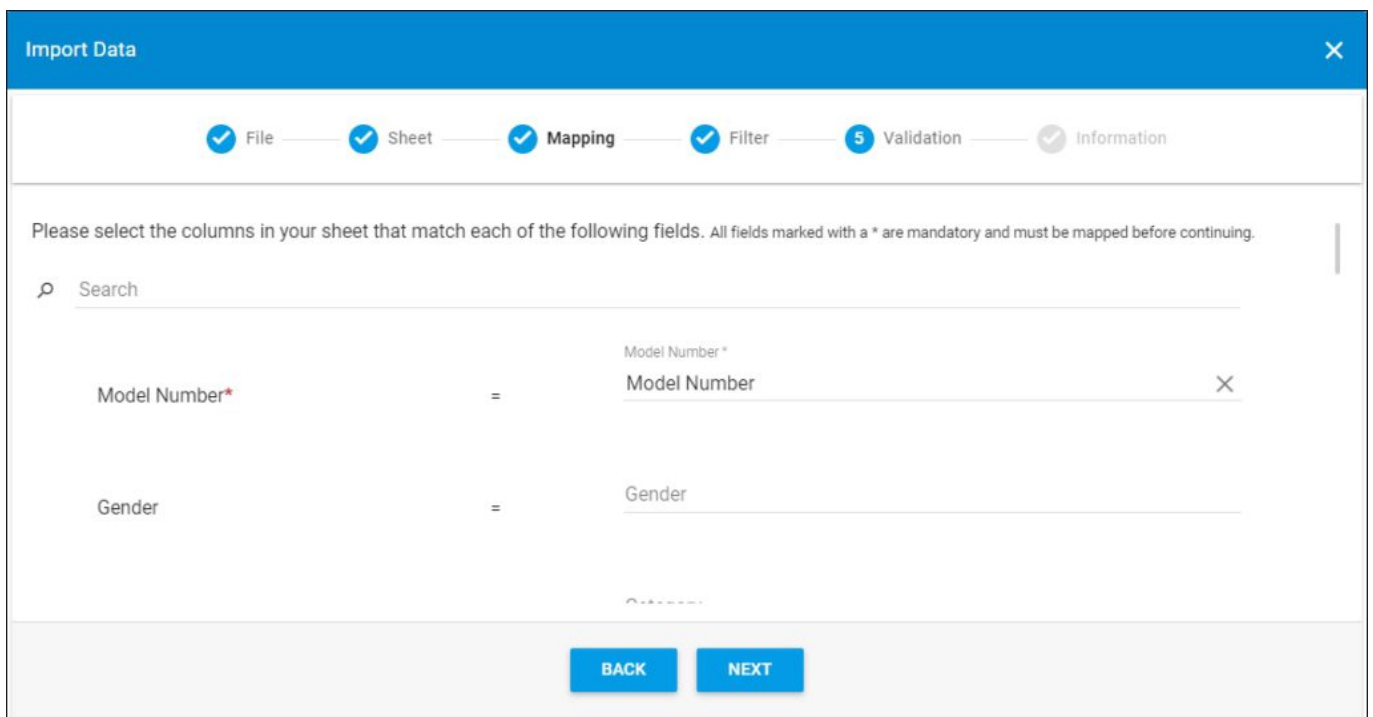 Import Data
File Sheet Mapping Filter 5 Validation Information
Please select the columns in your sheet that match each of the following fields. All fields marked with a * are mandatory and must be mapped before continuing.
Search
Model Number *
Model Number* = Model Number
Gender = Gender
Category
BACK NEXT